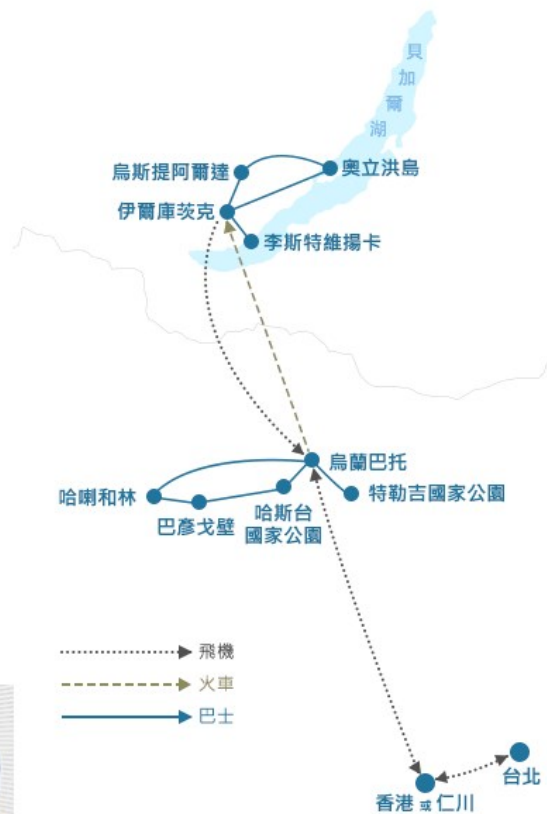 貝加爾湖
烏斯提阿爾達
奧立洪島
伊爾庫茨克
李斯特維揚卡
烏蘭巴托
哈喇和林
特勒吉國家公園
巴彥戈壁
哈斯台
國家公園
飛機
火車
巴士
台北
香港 或 仁川